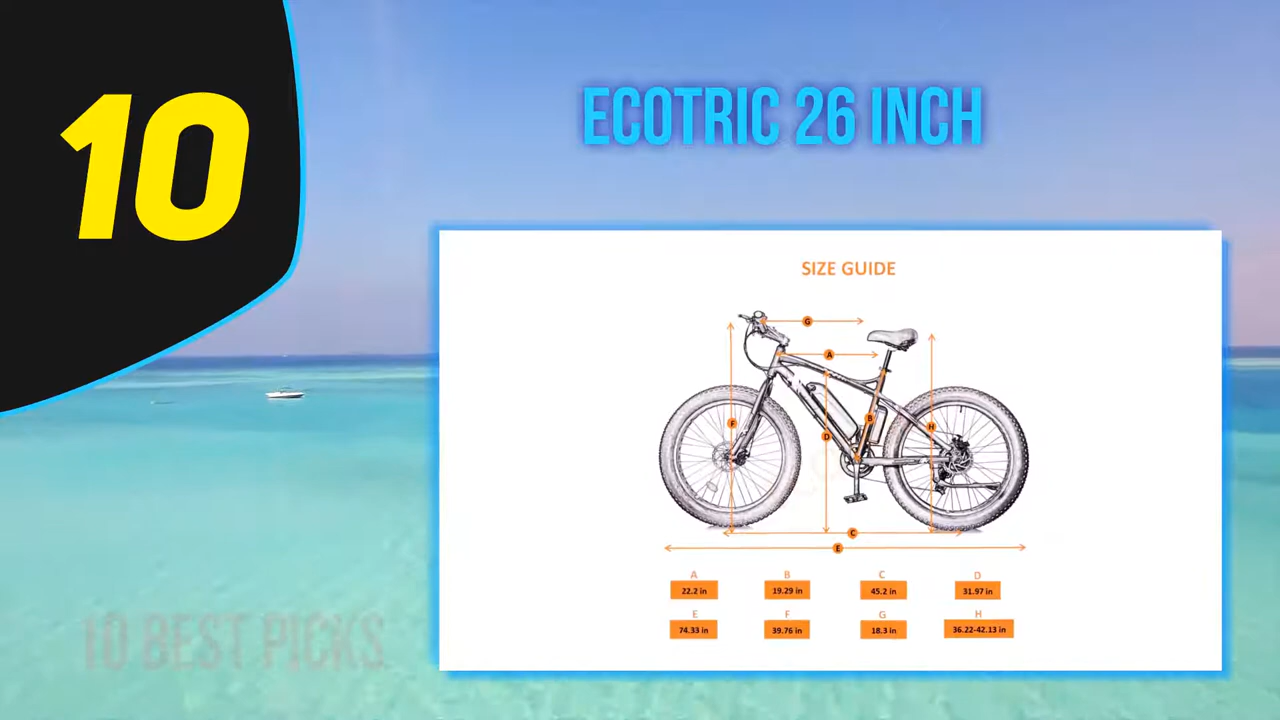 10
ECOTRIC 26 INCH
SIZE GUIDE
G
A
B
F
H
D
C
E
A B C D
22.2 in 19.29 in 45.2 in 31.97 in
E F G H
74.33 in 39.76 in 18.3 in 36.22-42.13 in
10 BEST PICKS